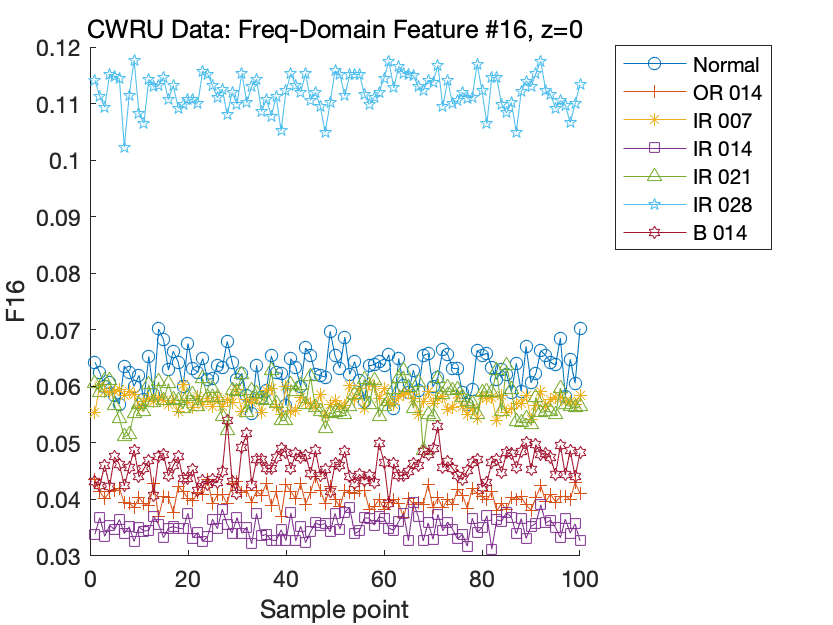 CWRU Data: Freq-Domain Feature #16, z=0
0.12
0.11
0.1
0.09
0.08
0.07
0.06
0.05
0.04
0.03
F16
0
20
40
60
80
100
Sample point
Normal
OR 014
IR 007
IR 014
IR 021
IR 028
B 014